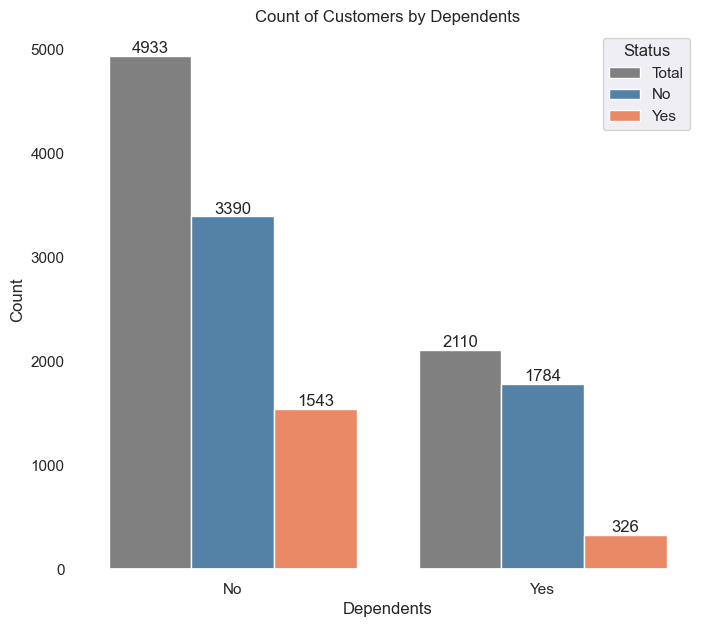 Count of Customers by Dependents
Status
Total
No
Yes
Count
5000
4000
3000
2000
1000
0
4933
3390
1543
2110
1784
326
No
Yes
Dependents